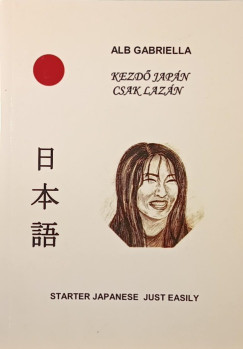 ALB GABRIELLA
KEZDŐ JAPÁN
CSAK LAZÁN
日本語
STARTER JAPANESE JUST EASILY